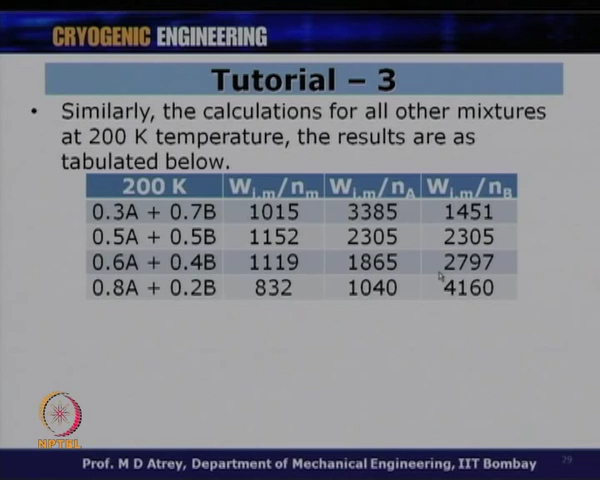 CRYOGENIC ENGINEERING
Tutorial – 3
• Similarly, the calculations for all other mixtures
at 200 K temperature, the results are as
tabulated below.
200 K Wi,m/nm Wi,m/nA Wi,m/nB
0.3A + 0.7B 1015 3385 1451
0.5A + 0.5B 1152 2305 2305
0.6A + 0.4B 1119 1865 2797
0.8A + 0.2B 832 1040 4160
NPTEL
Prof. M D Atrey, Department of Mechanical Engineering, IIT Bombay
29